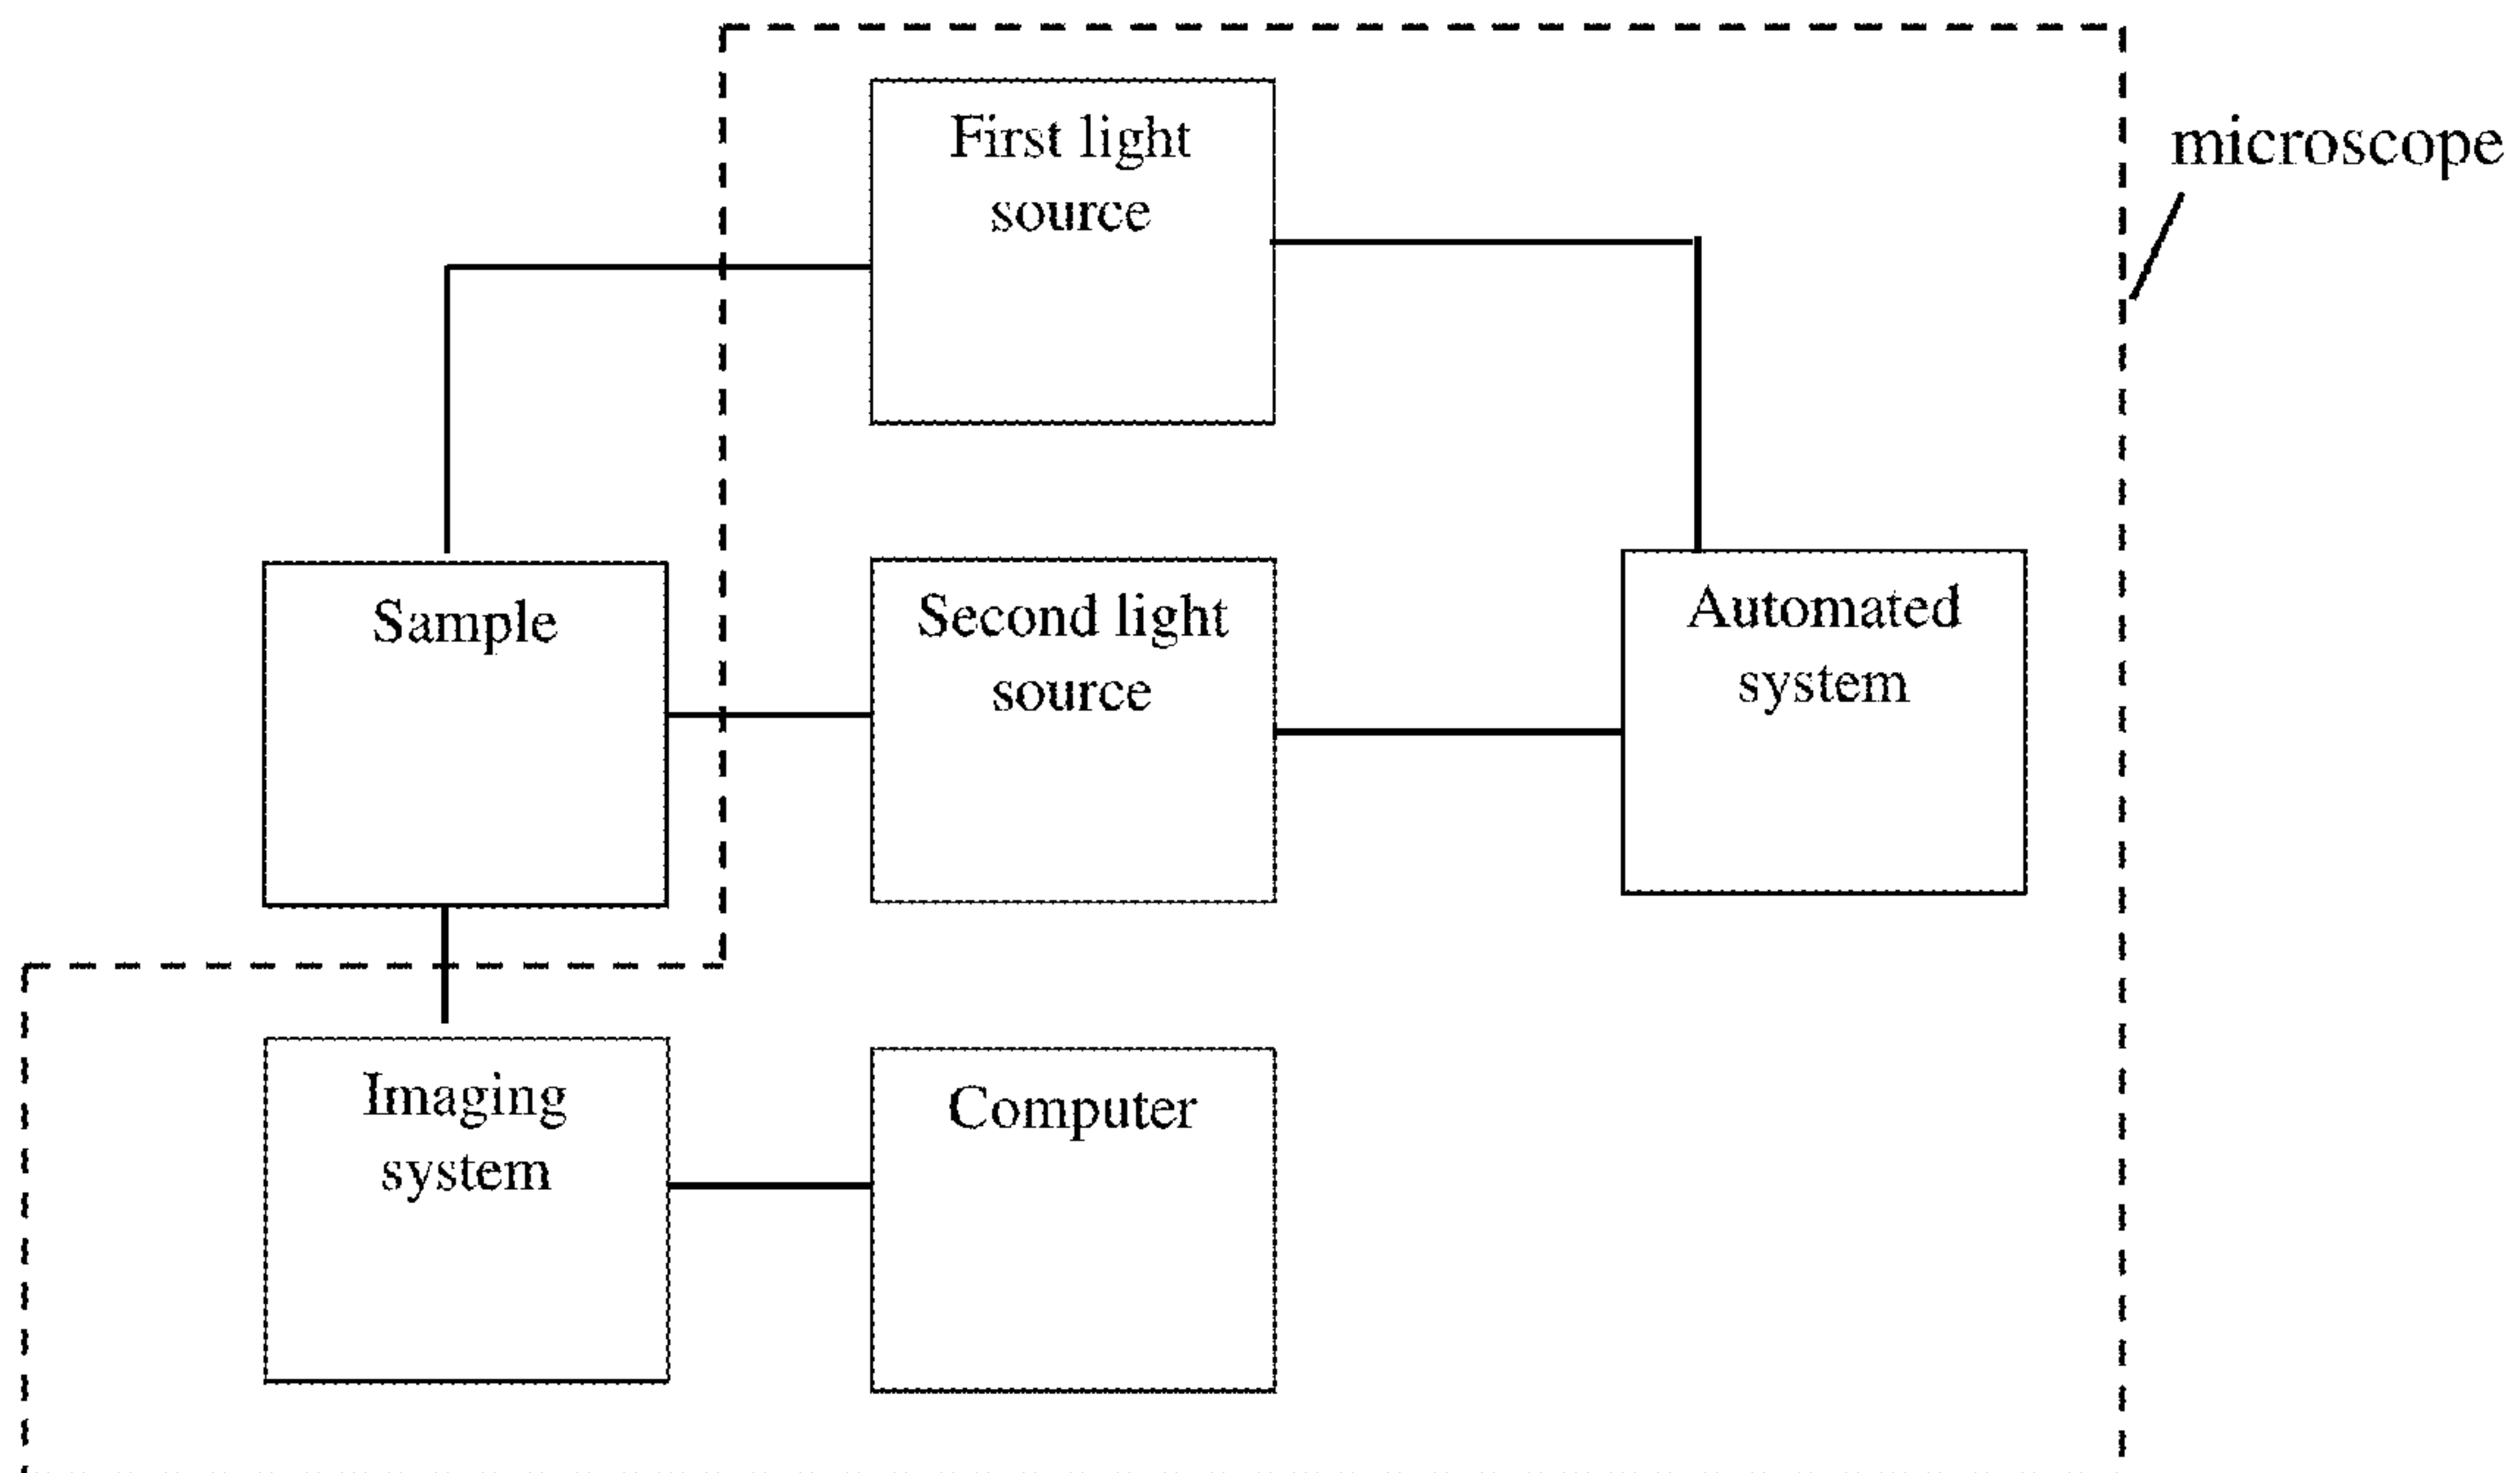 First light
source
microscope
Sample
Second light
source
Automated
system
Imaging
system
Computer